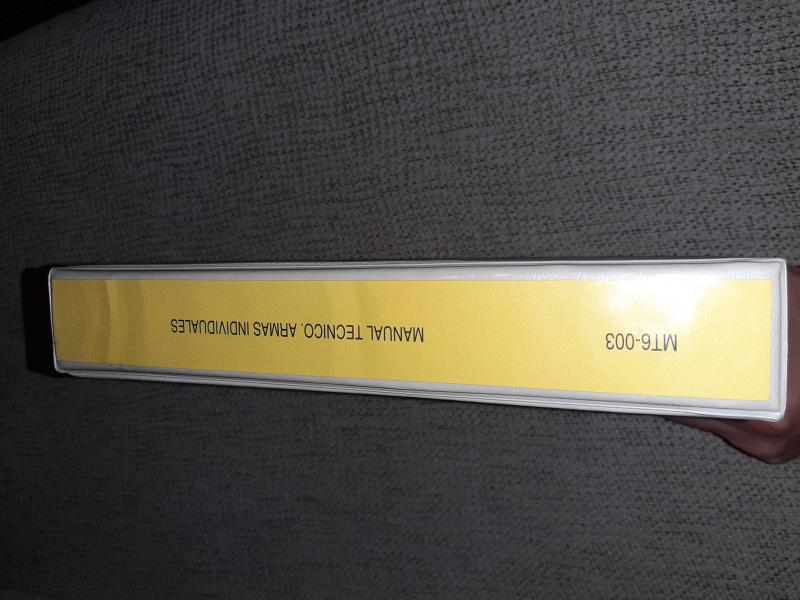 MT6-003
MANUAL TECNICO. ARMAS INDIVIDUALES